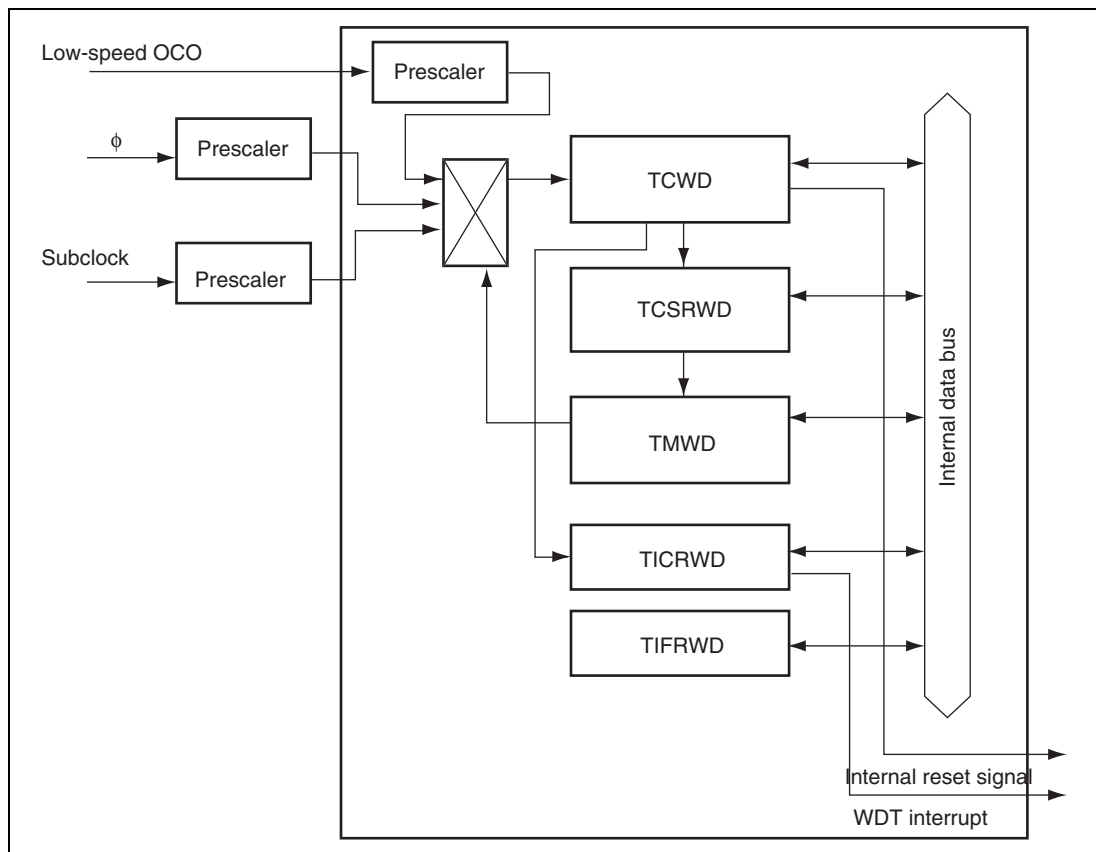 Low-speed OCO
Prescaler
ϕ
Prescaler
TCWD
Subclock
Prescaler
TCSRWD
TMWD
Internal data bus
TICRWD
TIFRWD
Internal reset signal
WDT interrupt